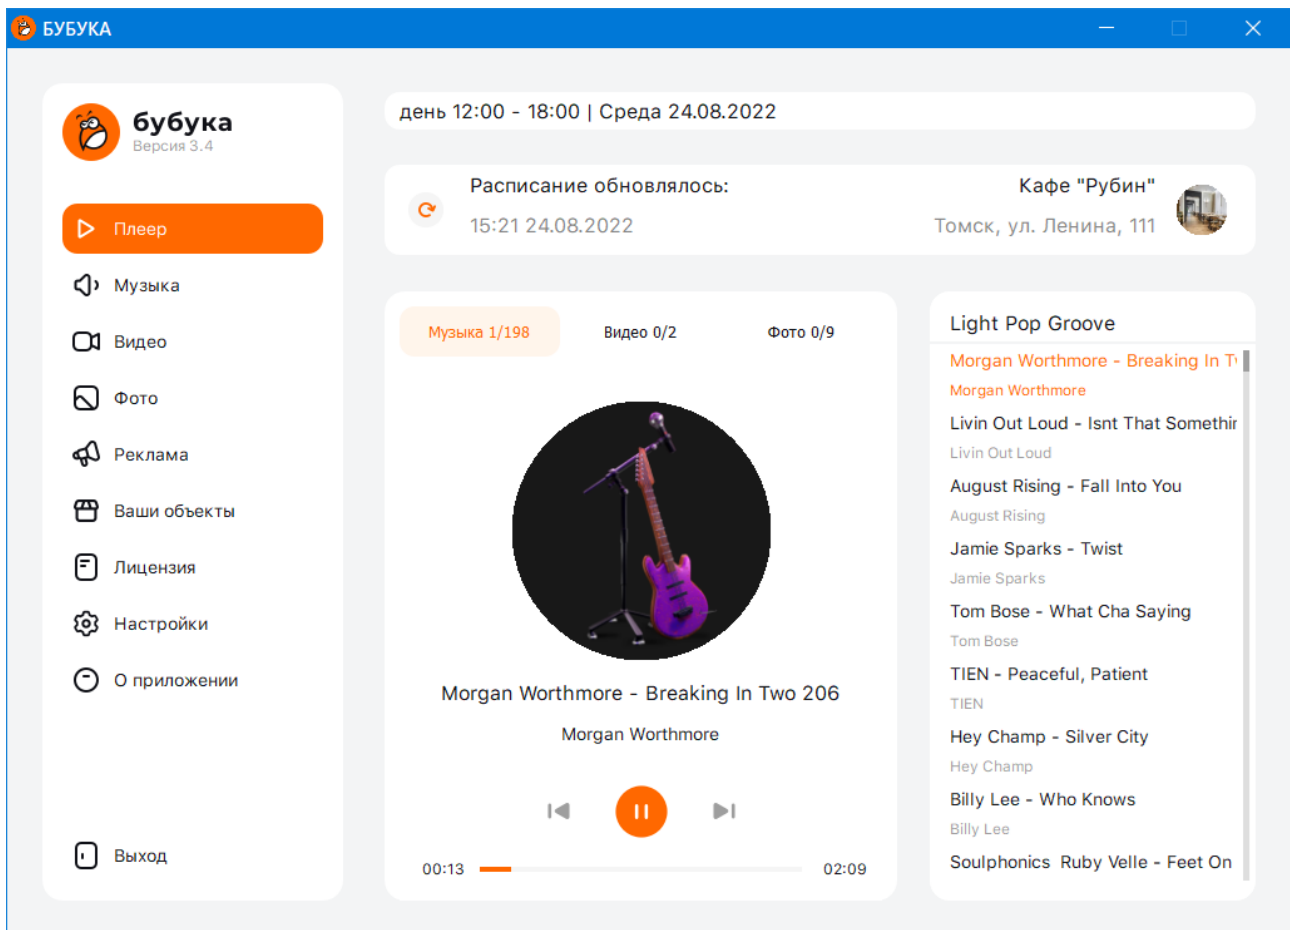 БУБУКА
бубука
Версия 3.4
Плеер
Музыка
Видео
Фото
Реклама
Ваши объекты
Лицензия
Настройки
О приложении
Выход
день 12:00 - 18:00 | Среда 24.08.2022
Расписание обновлялось:
15:21 24.08.2022
Кафе "Рубин"
Томск, ул. Ленина, 111
Музыка 1/198
Видео 0/2
Фото 0/9
Morgan Worthmore - Breaking In Two 206
Morgan Worthmore
00:13
02:09
Light Pop Groove
Morgan Worthmore - Breaking In
Morgan Worthmore
Livin Out Loud - Isnt That
Livin Out Loud
August Rising - Fall Into You
August Rising
Jamie Sparks - Twist
Jamie Sparks
Tom Bose - What Cha Saying
Tom Bose
TIEN - Peaceful, Patient
TIEN
Hey Champ - Silver City
Hey Champ
Billy Lee - Who Knows
Billy Lee
Soulphonics Ruby Velle - Feet On